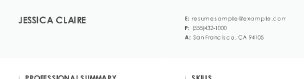 JESSICA CLAIRE
E: resumesample@example.com
P: (555)432-1000
A: San Francisco, CA 94105
PROFESSIONAL SUMMARY
SKILLS